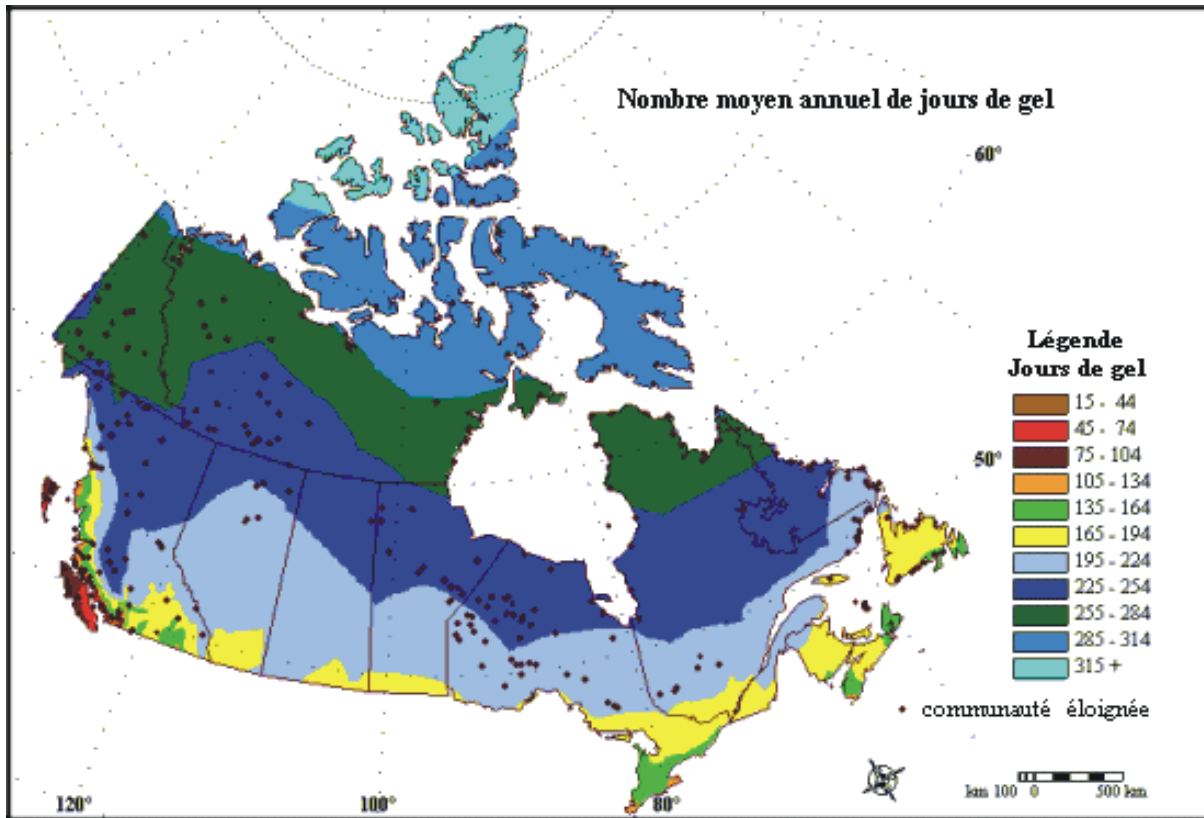 Nombre moyen annuel de jours de gel
60°
50°
Légende
Jours de gel
15 - 44
45 - 74
75 - 104
105 - 134
135 - 164
165 - 194
195 - 224
225 - 254
255 - 284
285 - 314
315 +
communauté éloignée
km 100 0 500 km
120°
100°
80°